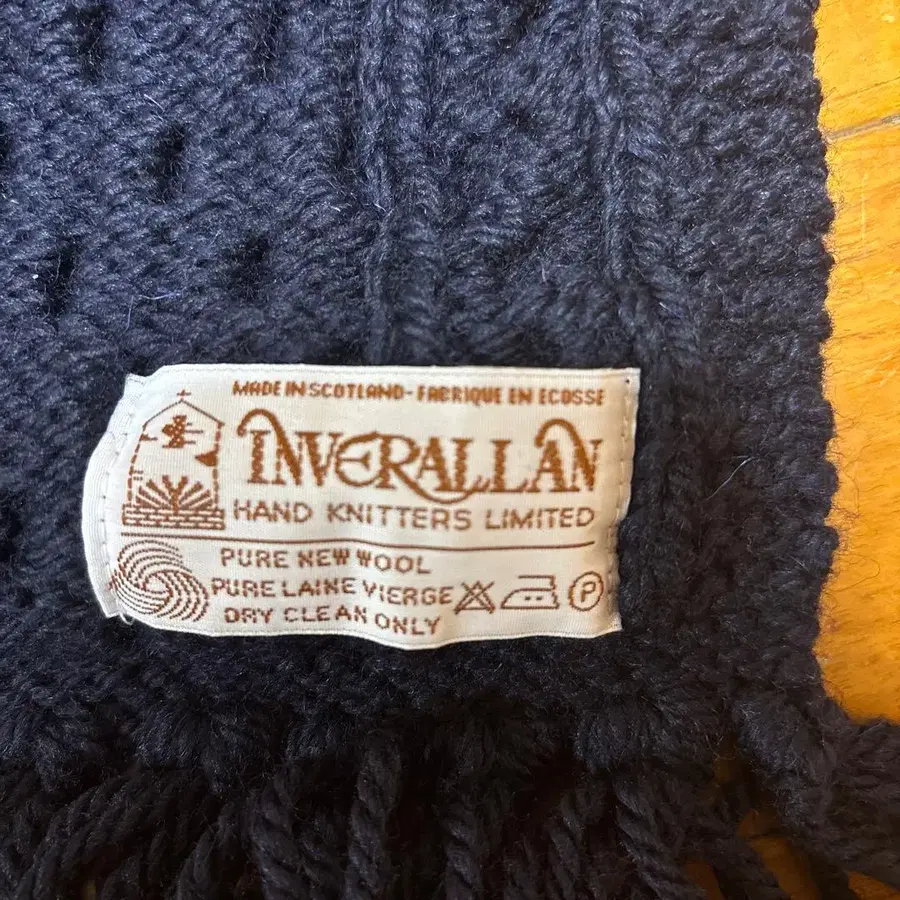 MADE IN SCOTLAND - FABRIQUE EN ECOSSE
INVERALLAN
HAND KNITTERS LIMITED
PURE NEW WOOL
PURE LAINE VIERGE
DRY CLEAN ONLY
P